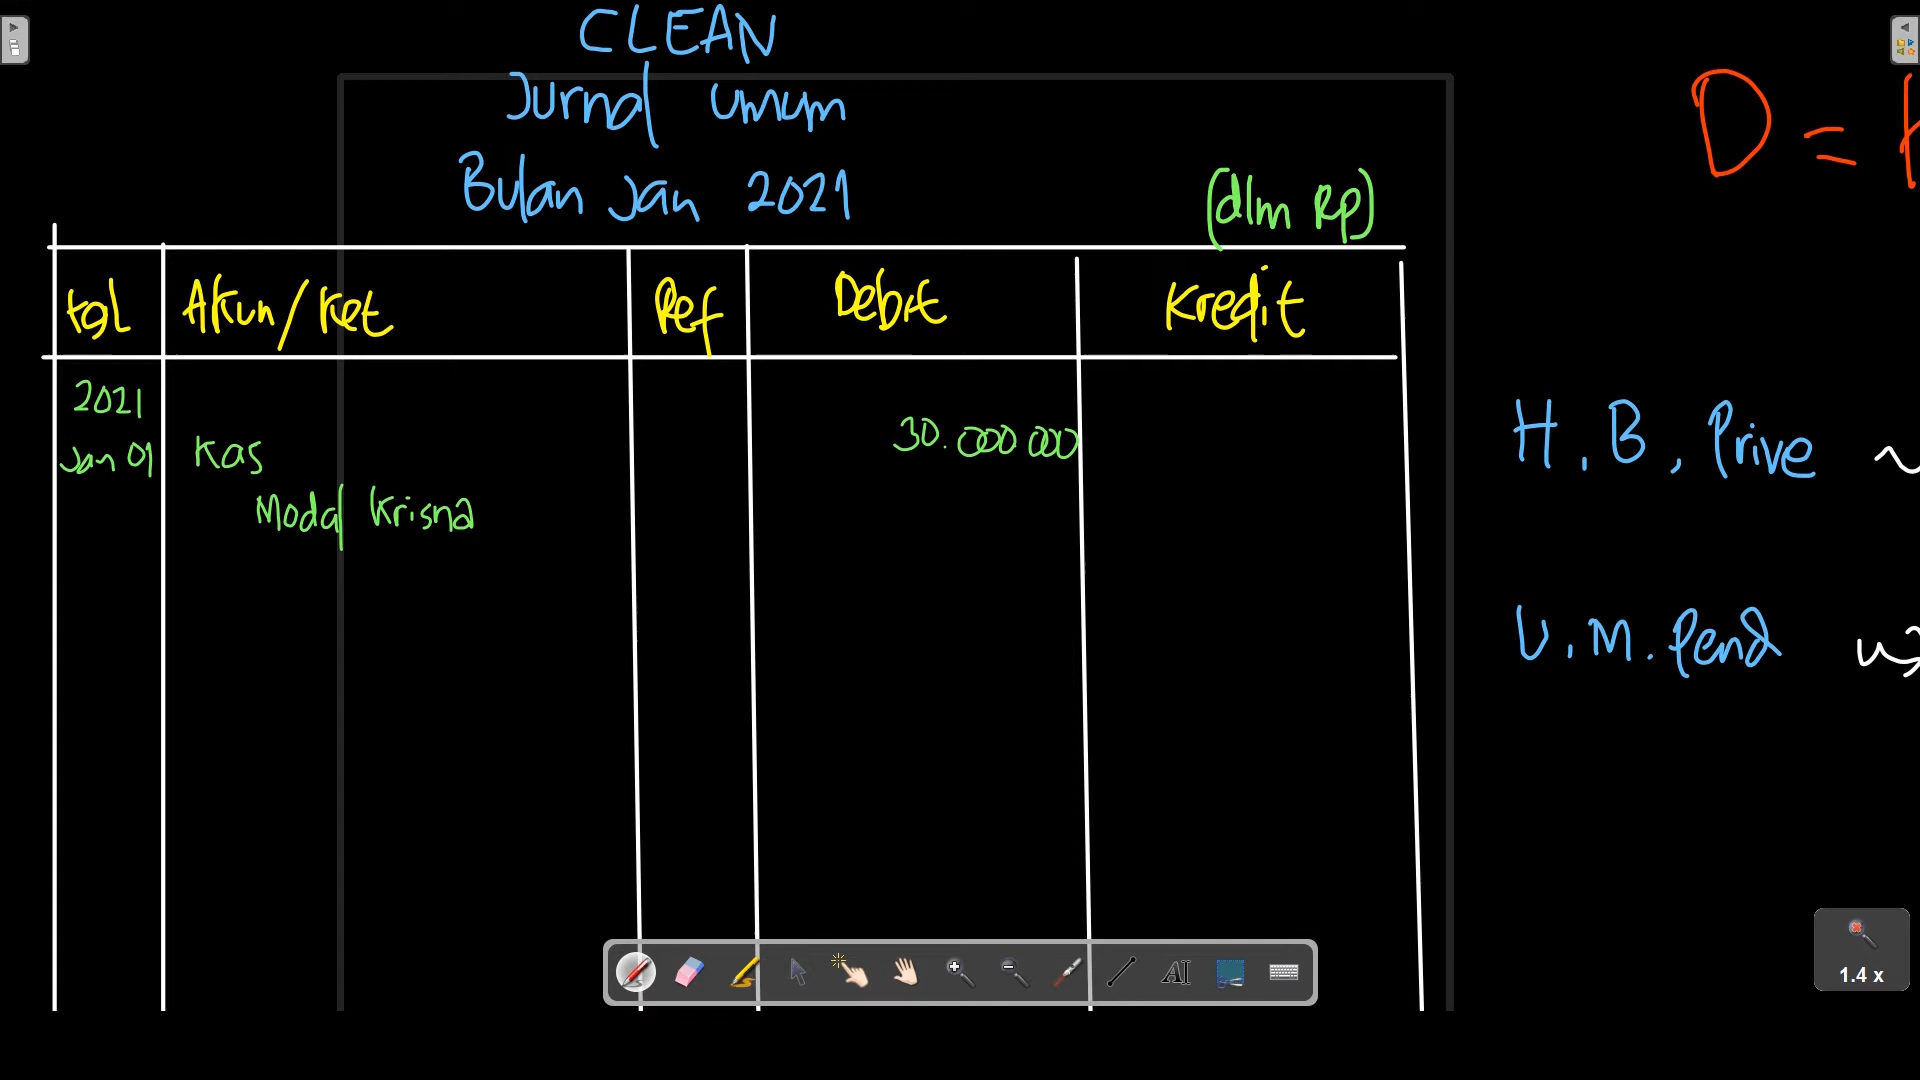 CLEAN
Jurnal umum
Bulan Jan 2021
(dlm Rp)
tgl Akun/Ket Ref Debit Kredit
2021
Jan 01 Kas 30.000 000
Modal Krisna
D =
H, B, Prive
U, M. Pend
1.4 x